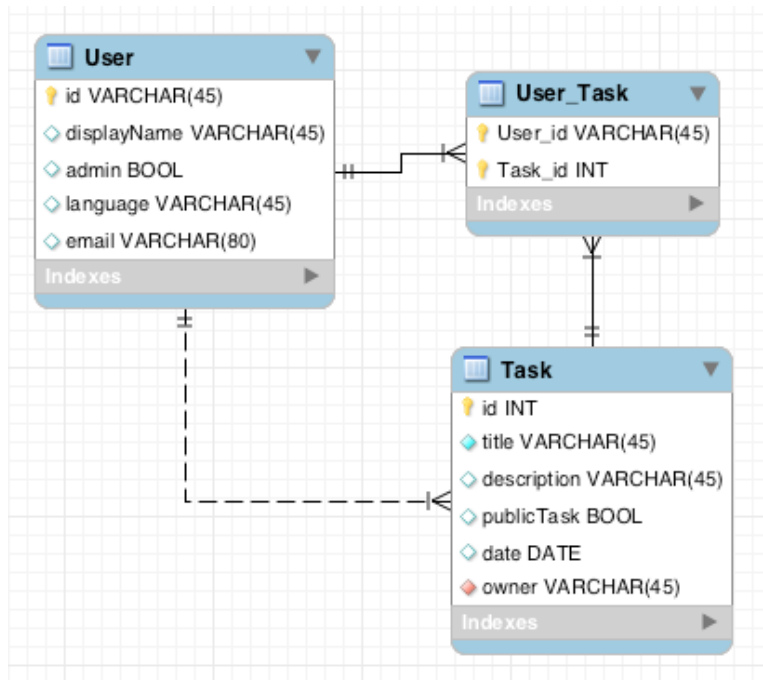 User
id VARCHAR(45)
displayName VARCHAR(45)
admin BOOL
language VARCHAR(45)
email VARCHAR(80)
Indexes
User_Task
User_id VARCHAR(45)
Task_id INT
Indexes
Task
id INT
title VARCHAR(45)
description VARCHAR(45)
publicTask BOOL
date DATE
owner VARCHAR(45)
Indexes